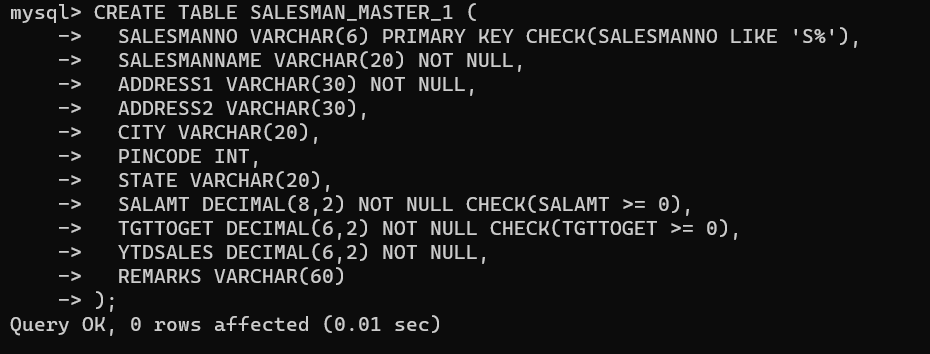 mysql> CREATE TABLE SALESMAN_MASTER_1 (
    ->   SALESMANNO VARCHAR(6) PRIMARY KEY CHECK(SALESMANNO LIKE 'S%'),
    ->   SALESMANNAME VARCHAR(20) NOT NULL,
    ->   ADDRESS1 VARCHAR(30) NOT NULL,
    ->   ADDRESS2 VARCHAR(30),
    ->   CITY VARCHAR(20),
    ->   PINCODE INT,
    ->   STATE VARCHAR(20),
    ->   SALAMT DECIMAL(8,2) NOT NULL CHECK(SALAMT >= 0),
    ->   TGTTOGET DECIMAL(6,2) NOT NULL CHECK(TGTTOGET >= 0),
    ->   YTDSALES DECIMAL(6,2) NOT NULL,
    ->   REMARKS VARCHAR(60)
    -> );
Query OK, 0 rows affected (0.01 sec)